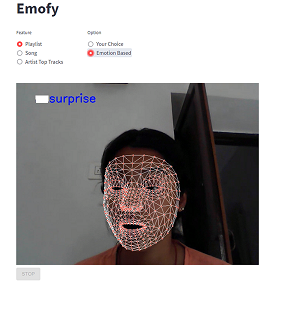 Emofy
Feature
Option
Playlist
Your Choice
Song
Emotion Based
Artist Top Tracks
surprise
STOP